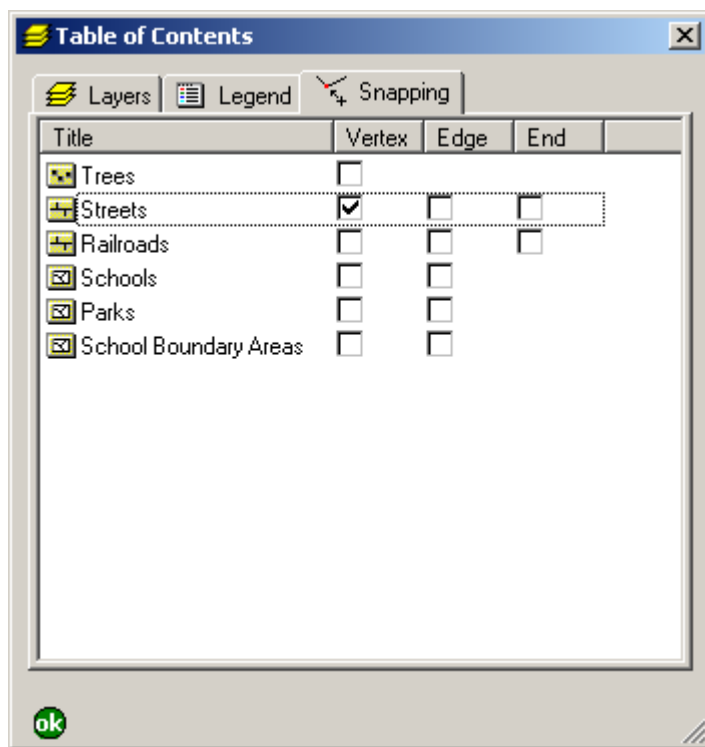 Table of Contents
Layers Legend Snapping
Title Vertex Edge End
Trees
Streets
Railroads
Schools
Parks
School Boundary Areas
ok